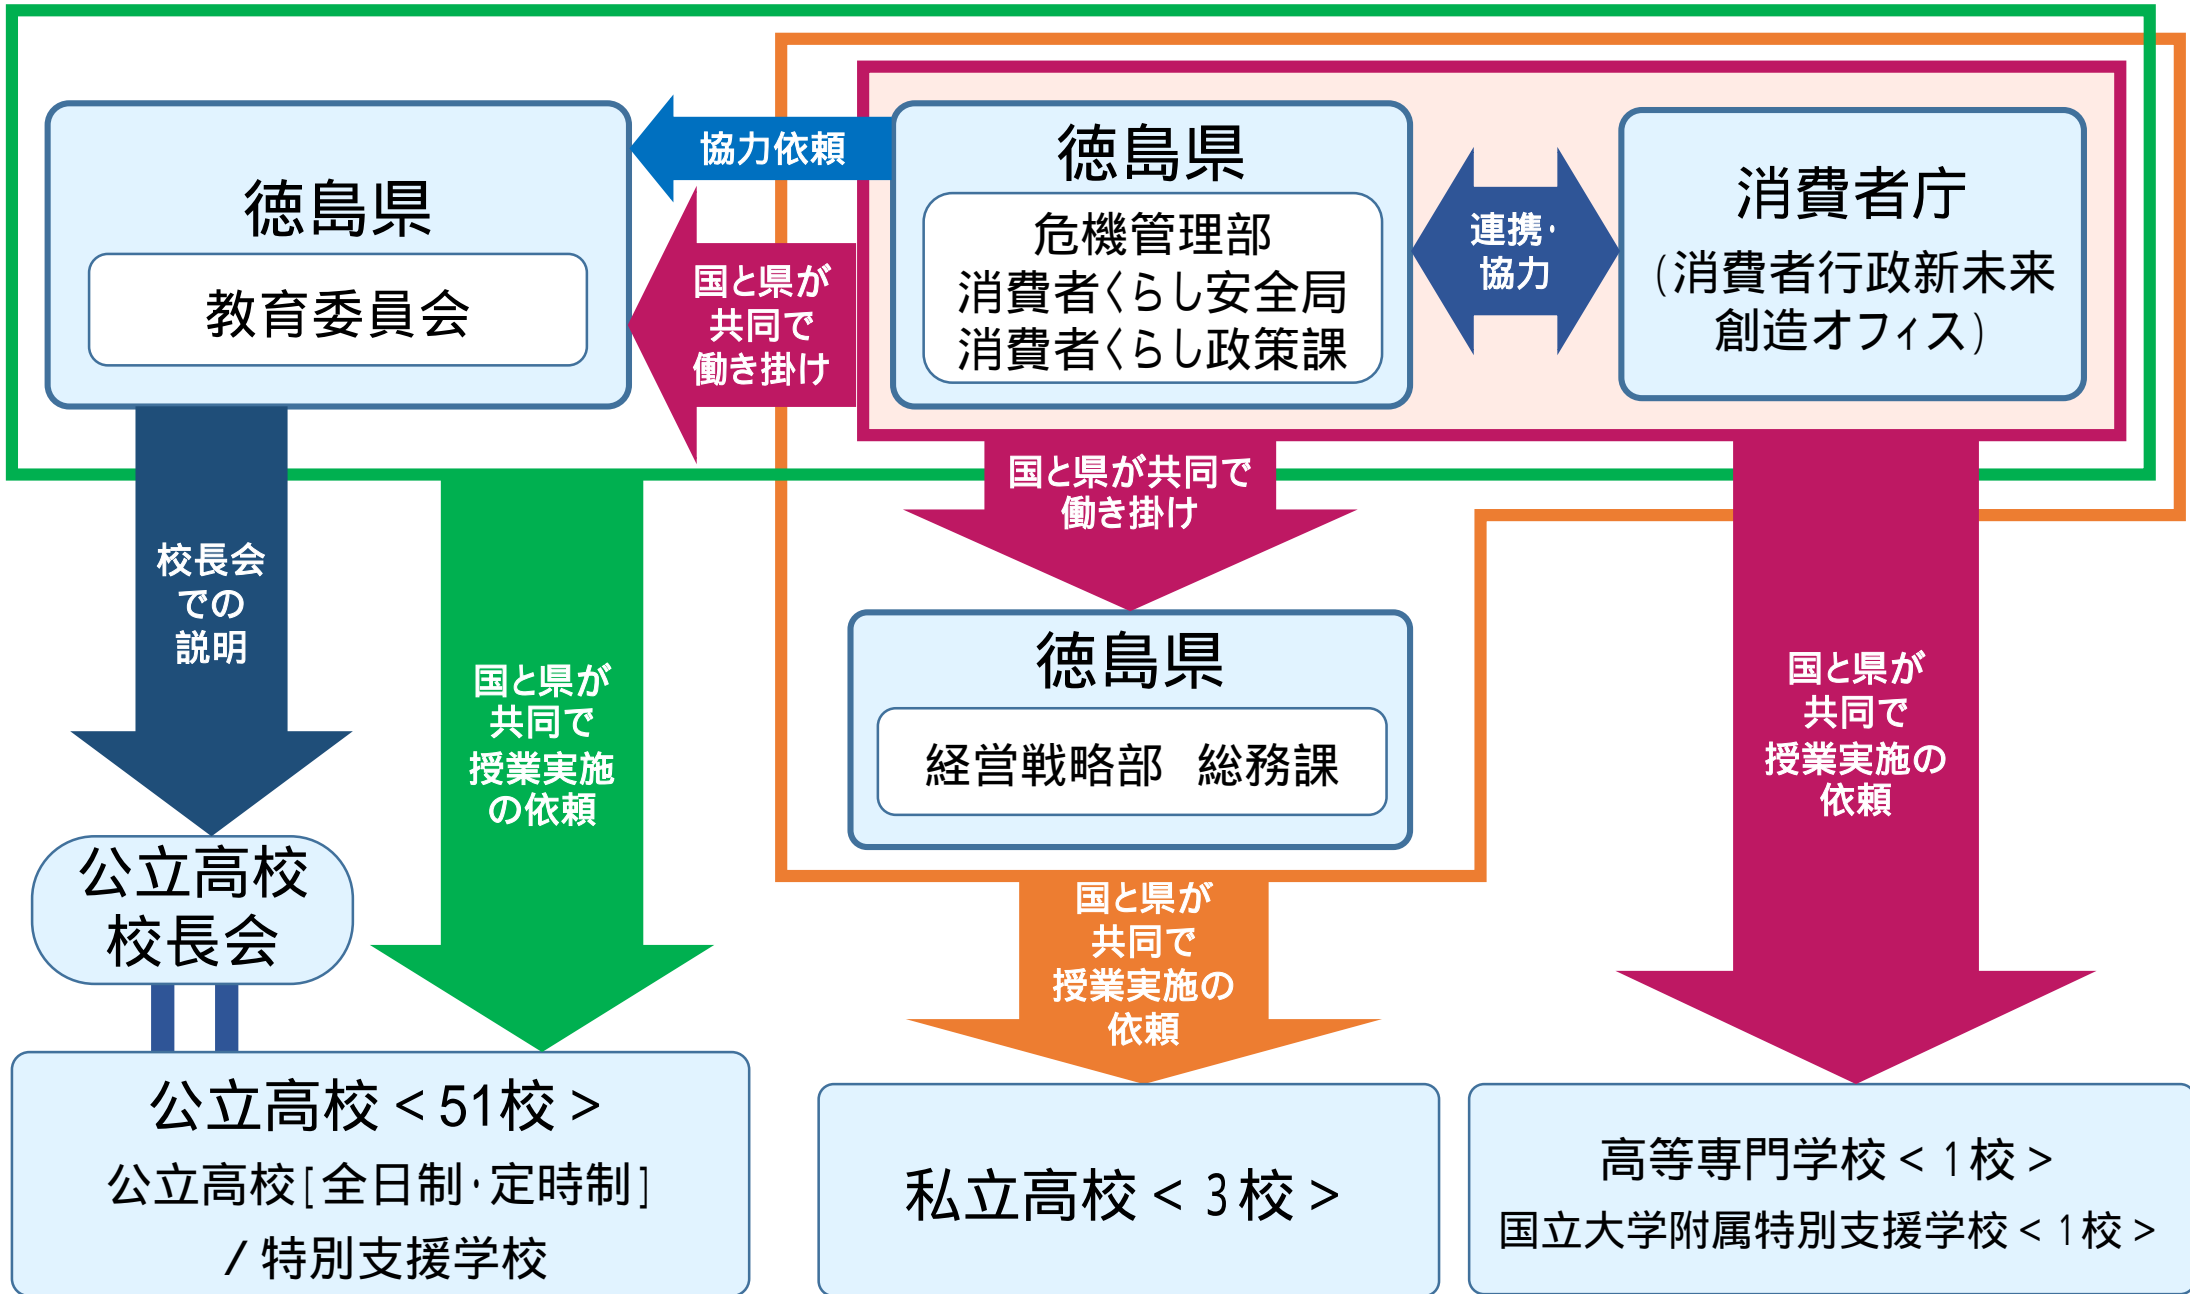 徳島県
教育委員会
協力依頼
国と県が
共同で
働き掛け
徳島県
危機管理部
消費者くらし安全局
消費者くらし政策課
連携・
協力
消費者庁
(消費者行政新未来
創造オフィス)
校長会
での
説明
国と県が
共同で
授業実施
の依頼
国と県が共同で
働き掛け
徳島県
経営戦略部 総務課
国と県が
共同で
授業実施の
依頼
国と県が
共同で
授業実施の
依頼
公立高校
校長会
公立高校<51校>
公立高校[全日制・定時制]
/特別支援学校
私立高校<3校>
高等専門学校<1校>
国立大学附属特別支援学校<1校>